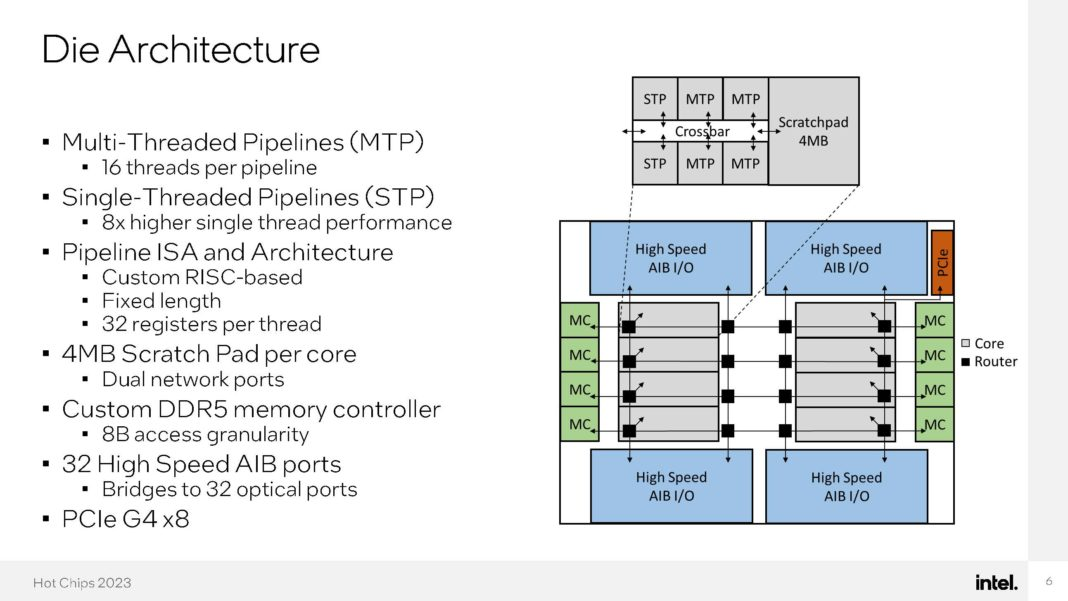 Die Architecture
▪ Multi-Threaded Pipelines (MTP)
▪ 16 threads per pipeline
▪ Single-Threaded Pipelines (STP)
▪ 8x higher single thread performance
▪ Pipeline ISA and Architecture
▪ Custom RISC-based
▪ Fixed length
▪ 32 registers per thread
▪ 4MB Scratch Pad per core
▪ Dual network ports
▪ Custom DDR5 memory controller
▪ 8B access granularity
▪ 32 High Speed AIB ports
▪ Bridges to 32 optical ports
▪ PCIe G4 x8
STP MTP MTP
Crossbar
STP MTP MTP
Scratchpad
4MB
High Speed
AIB I/O
High Speed
AIB I/O
PCIe
MC
MC
MC
MC
MC
MC
MC
MC
Core
Router
High Speed
AIB I/O
High Speed
AIB I/O
Hot Chips 2023
intel.
6